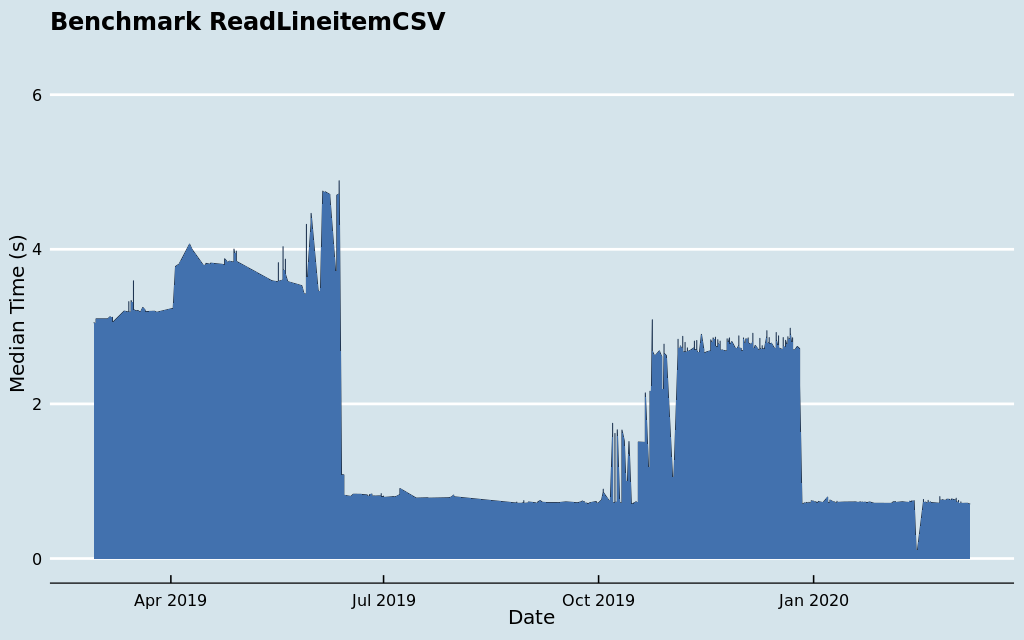 Benchmark ReadLineitemCSV
Median Time (s)
6
4
2
0
Apr 2019
Jul 2019
Oct 2019
Jan 2020
Date